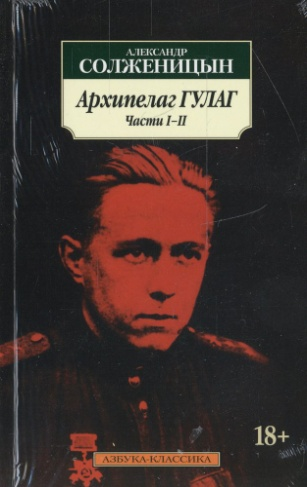 АЛЕКСАНДР
СОЛЖЕНИЦЫН
Архипелаг ГУЛАГ
Части I–II
18+
АЗБУКА-КЛАССИКА